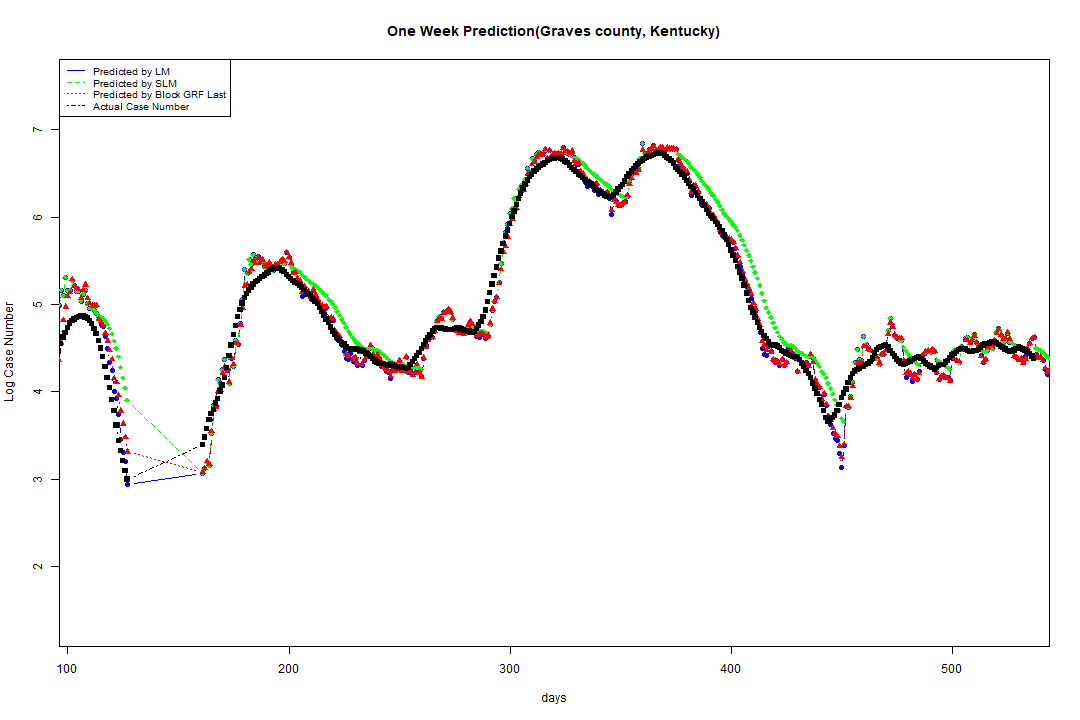 One Week Prediction(Graves county, Kentucky)
Predicted by LM
Predicted by SLM
Predicted by Block GRF Last
Actual Case Number
7
6
5
4
3
2
Log Case Number
100 200 300 400 500
days